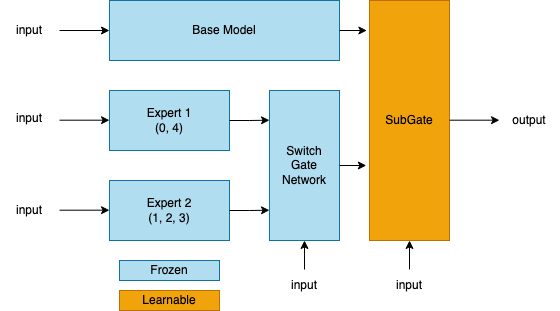 input
Base Model
input
Expert 1
(0, 4)
Switch
Gate
Network
SubGate
output
input
Expert 2
(1, 2, 3)
input
input
Frozen
Learnable